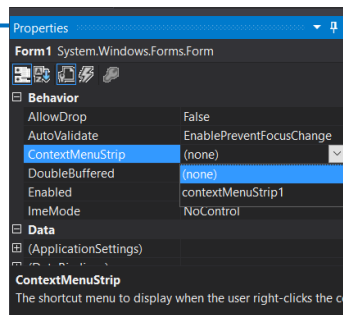 Properties
Form1 System.Windows.Forms.Form
Behavior
AllowDrop False
AutoValidate EnablePreventFocusChange
ContextMenuStrip (none)
DoubleBuffered (none)
Enabled contextMenuStrip1
ImeMode NoControl
Data
(ApplicationSettings)
ContextMenuStrip
The shortcut menu to display when the user right-clicks the